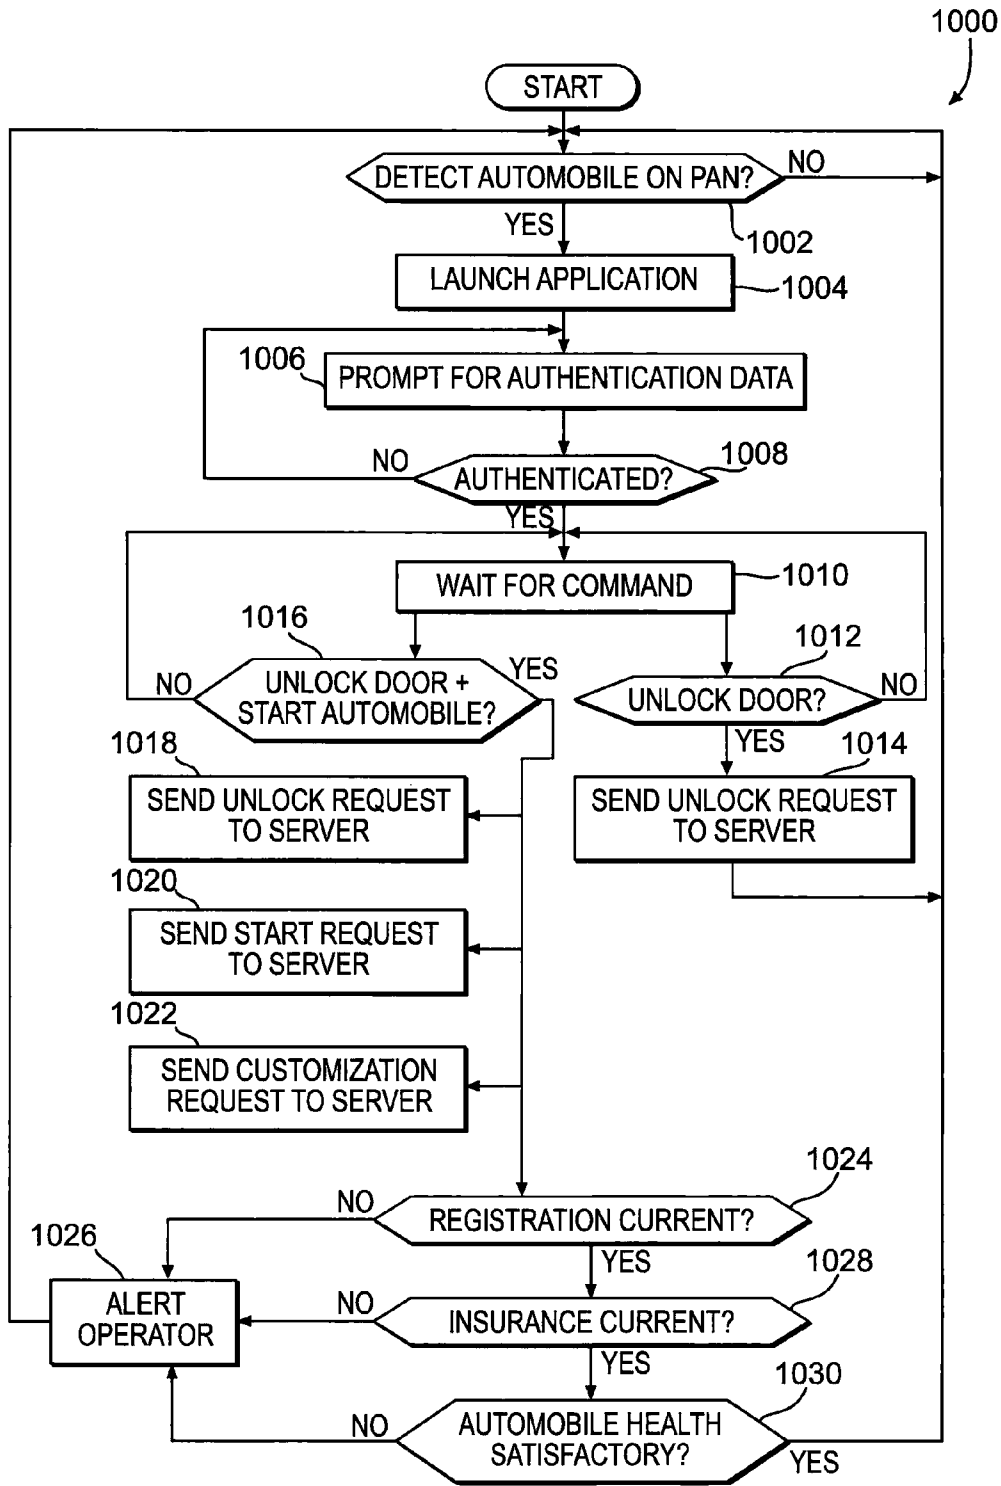 1000
START
DETECT AUTOMOBILE ON PAN?
NO
YES
1002
LAUNCH APPLICATION
1004
1006
PROMPT FOR AUTHENTICATION DATA
NO
AUTHENTICATED?
1008
YES
WAIT FOR COMMAND
1010
1016
1012
NO
UNLOCK DOOR +
START AUTOMOBILE?
YES
UNLOCK DOOR?
NO
YES
1018
SEND UNLOCK REQUEST
TO SERVER
1014
SEND UNLOCK REQUEST
TO SERVER
1020
SEND START REQUEST
TO SERVER
1022
SEND CUSTOMIZATION
REQUEST TO SERVER
1024
NO
REGISTRATION CURRENT?
1026
YES
1028
ALERT
OPERATOR
NO
INSURANCE CURRENT?
YES
1030
NO
AUTOMOBILE HEALTH
SATISFACTORY?
YES